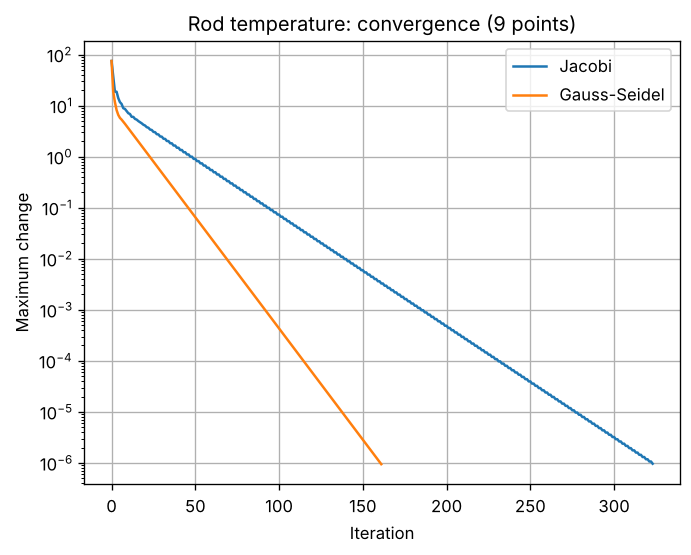 Rod temperature: convergence (9 points)
Jacobi
Gauss-Seidel
Maximum change
10²
10¹
10⁰
10⁻¹
10⁻²
10⁻³
10⁻⁴
10⁻⁵
10⁻⁶
0 50 100 150 200 250 300
Iteration